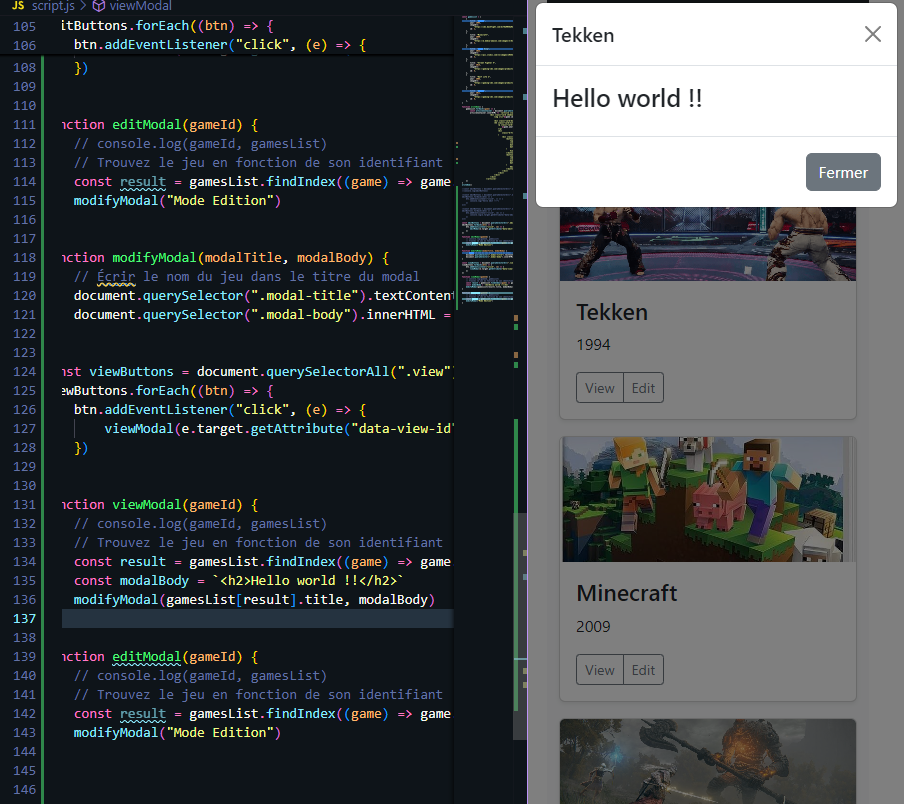 JS script.js > viewModal
105 itButtons.forEach((btn) => {
106 btn.addEventListener("click", (e) => {
108 })
109
110
111 nction editModal(gameId) {
112 // console.log(gameId, gamesList)
113 // Trouvez le jeu en fonction de son identifiant
114 const result = gamesList.findIndex((game) => game
115 modifyModal("Mode Edition")
116
117
118 nction modifyModal(modalTitle, modalBody) {
119 // Écrir le nom du jeu dans le titre du modal
120 document.querySelector(".modal-title").textContent
121 document.querySelector(".modal-body").innerHTML =
122
123
124 nst viewButtons = document.querySelectorAll(".view"
125 ewButtons.forEach((btn) => {
126 btn.addEventListener("click", (e) => {
127 viewModal(e.target.getAttribute("data-view-id"
128 })
129
130
131 nction viewModal(gameId) {
132 // console.log(gameId, gamesList)
133 // Trouvez le jeu en fonction de son identifiant
134 const result = gamesList.findIndex((game) => game
135 const modalBody = `<h2>Hello world !!</h2>`
136 modifyModal(gamesList[result].title, modalBody)
137
138
139 nction editModal(gameId) {
140 // console.log(gameId, gamesList)
141 // Trouvez le jeu en fonction de son identifiant
142 const result = gamesList.findIndex((game) => game
143 modifyModal("Mode Edition")
144
145
146
Tekken
Hello world !!
Fermer
Tekken
1994
View Edit
Minecraft
2009
View Edit